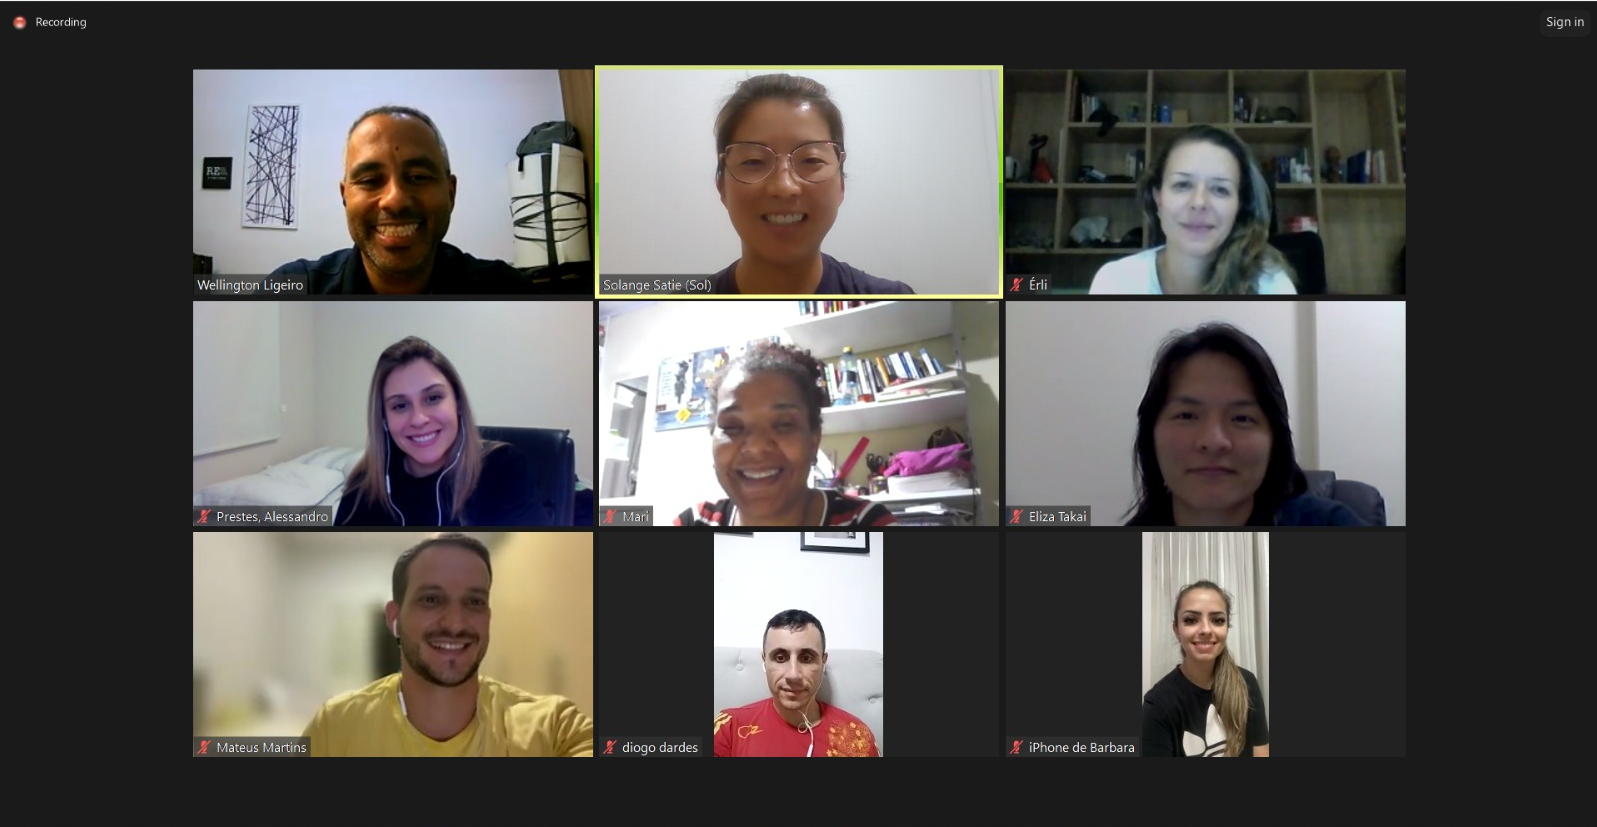 Recording
Sign in
RE
Wellington Ligeiro
Solange Satie (Sol)
Érli
Prestes, Alessandro
Mari
Eliza Takai
Mateus Martins
diogo dardes
iPhone de Barbara